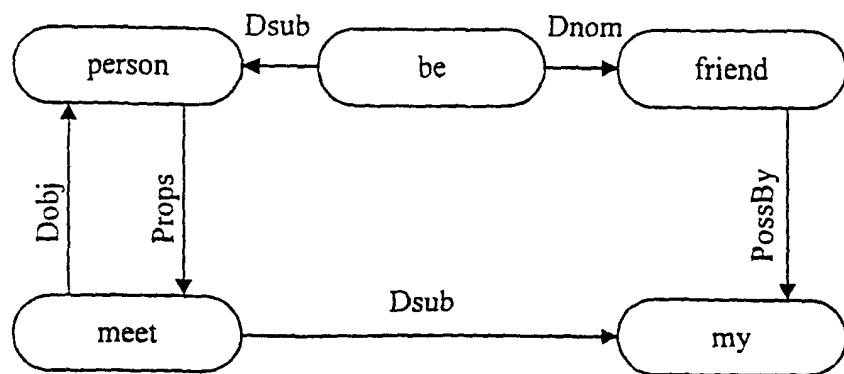 Dsub
Dnom
person
be
friend
Dobj
Props
PossBy
Dsub
meet
my